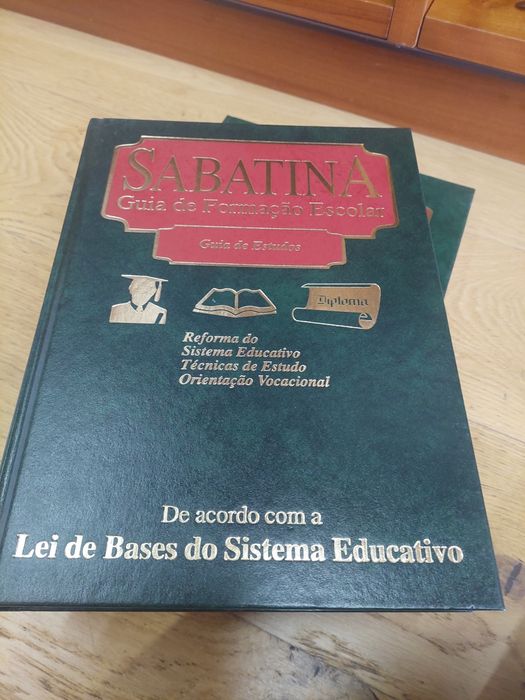 SABATINA
Guia de Formação Escolar
Guia de Estudos
Diploma
Reforma do
Sistema Educativo
Técnicas de Estudo
Orientação Vocacional
De acordo com a
Lei de Bases do Sistema Educativo